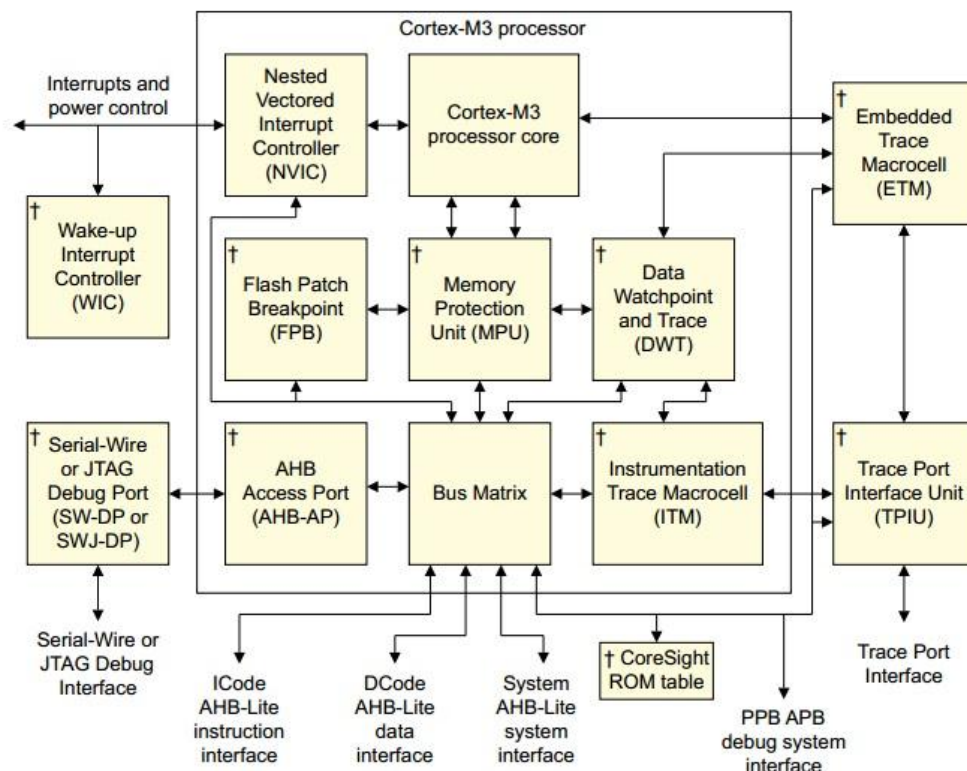 Cortex-M3 processor
Interrupts and
power control
Nested
Vectored
Interrupt
Controller
(NVIC)
Cortex-M3
processor core
†
Embedded
Trace
Macrocell
(ETM)
†
Wake-up
Interrupt
Controller
(WIC)
†
Flash Patch
Breakpoint
(FPB)
†
Memory
Protection
Unit (MPU)
†
Data
Watchpoint
and Trace
(DWT)
†
Serial-Wire
or JTAG
Debug Port
(SW-DP or
SWJ-DP)
†
AHB
Access Port
(AHB-AP)
Bus Matrix
†
Instrumentation
Trace Macrocell
(ITM)
†
Trace Port
Interface Unit
(TPIU)
Serial-Wire or
JTAG Debug
Interface
ICode
AHB-Lite
instruction
interface
DCode
AHB-Lite
data
interface
System
AHB-Lite
system
interface
† CoreSight
ROM table
PPB APB
debug system
interface
Trace Port
Interface